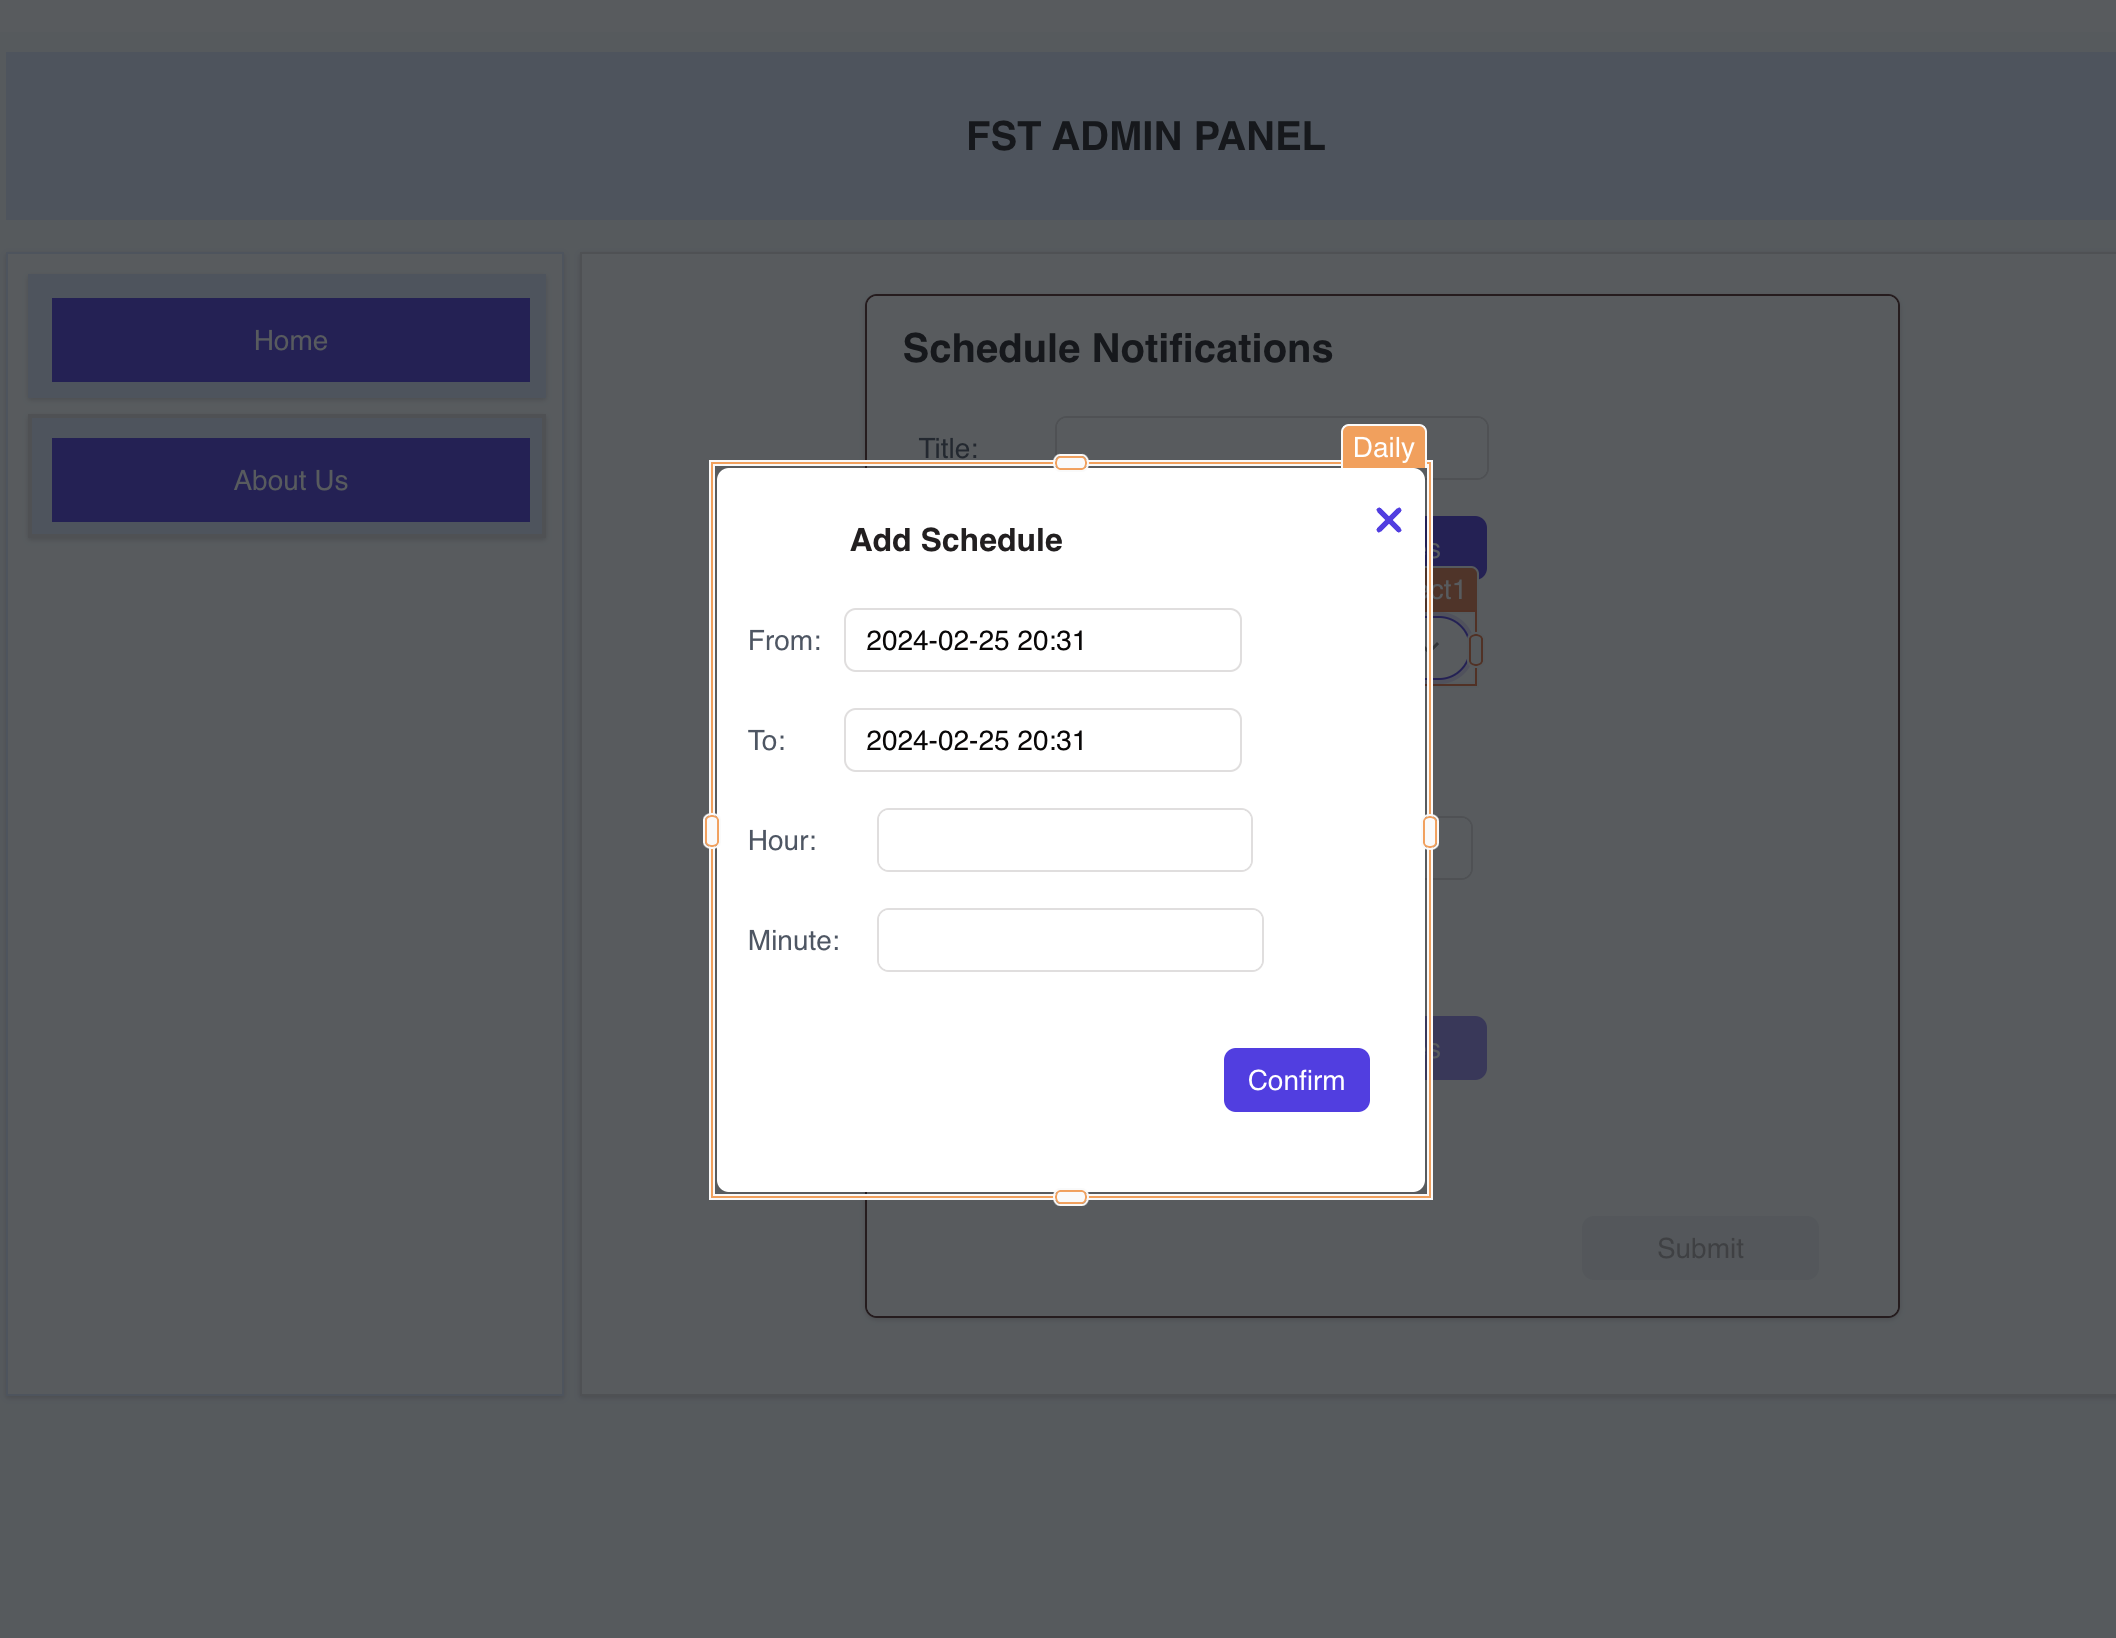 FST ADMIN PANEL
Home
About Us
Schedule Notifications
Title:
Daily
Add Schedule
s
ct1
From:
2024-02-25 20:31
To:
2024-02-25 20:31
Hour:
Minute:
s
Confirm
Submit